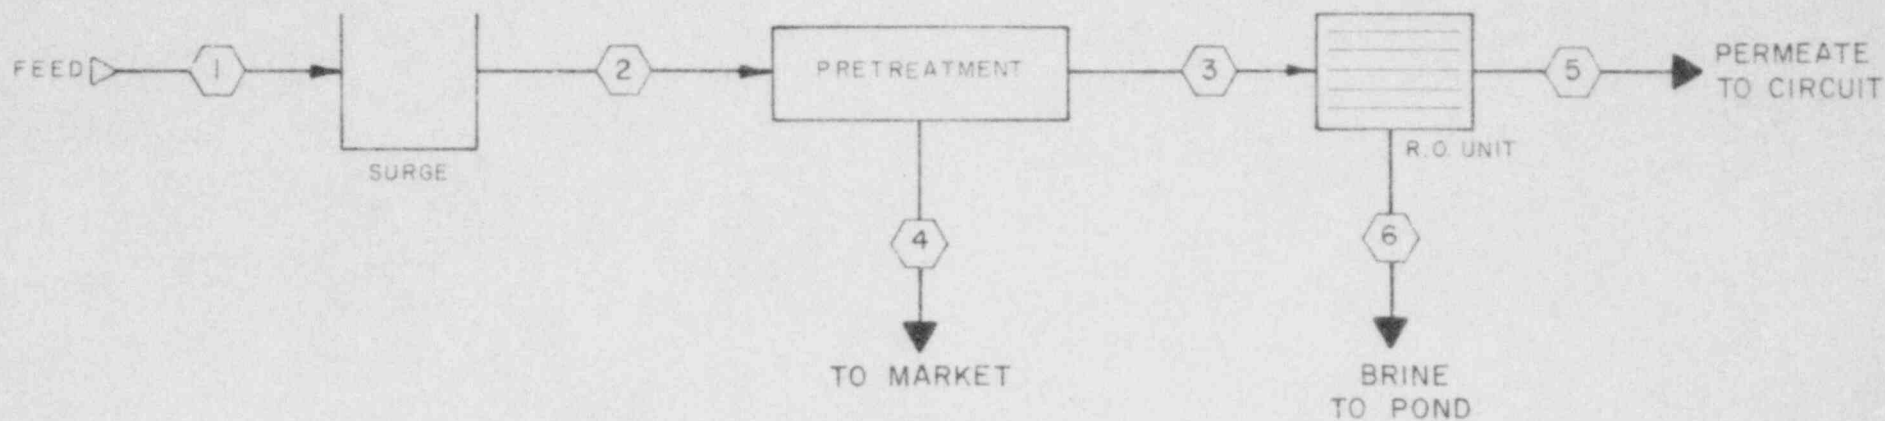 FEED
1
SURGE
2
PRETREATMENT
3
4
TO MARKET
R.O. UNIT
5
PERMEATE
TO CIRCUIT
6
BRINE
TO POND